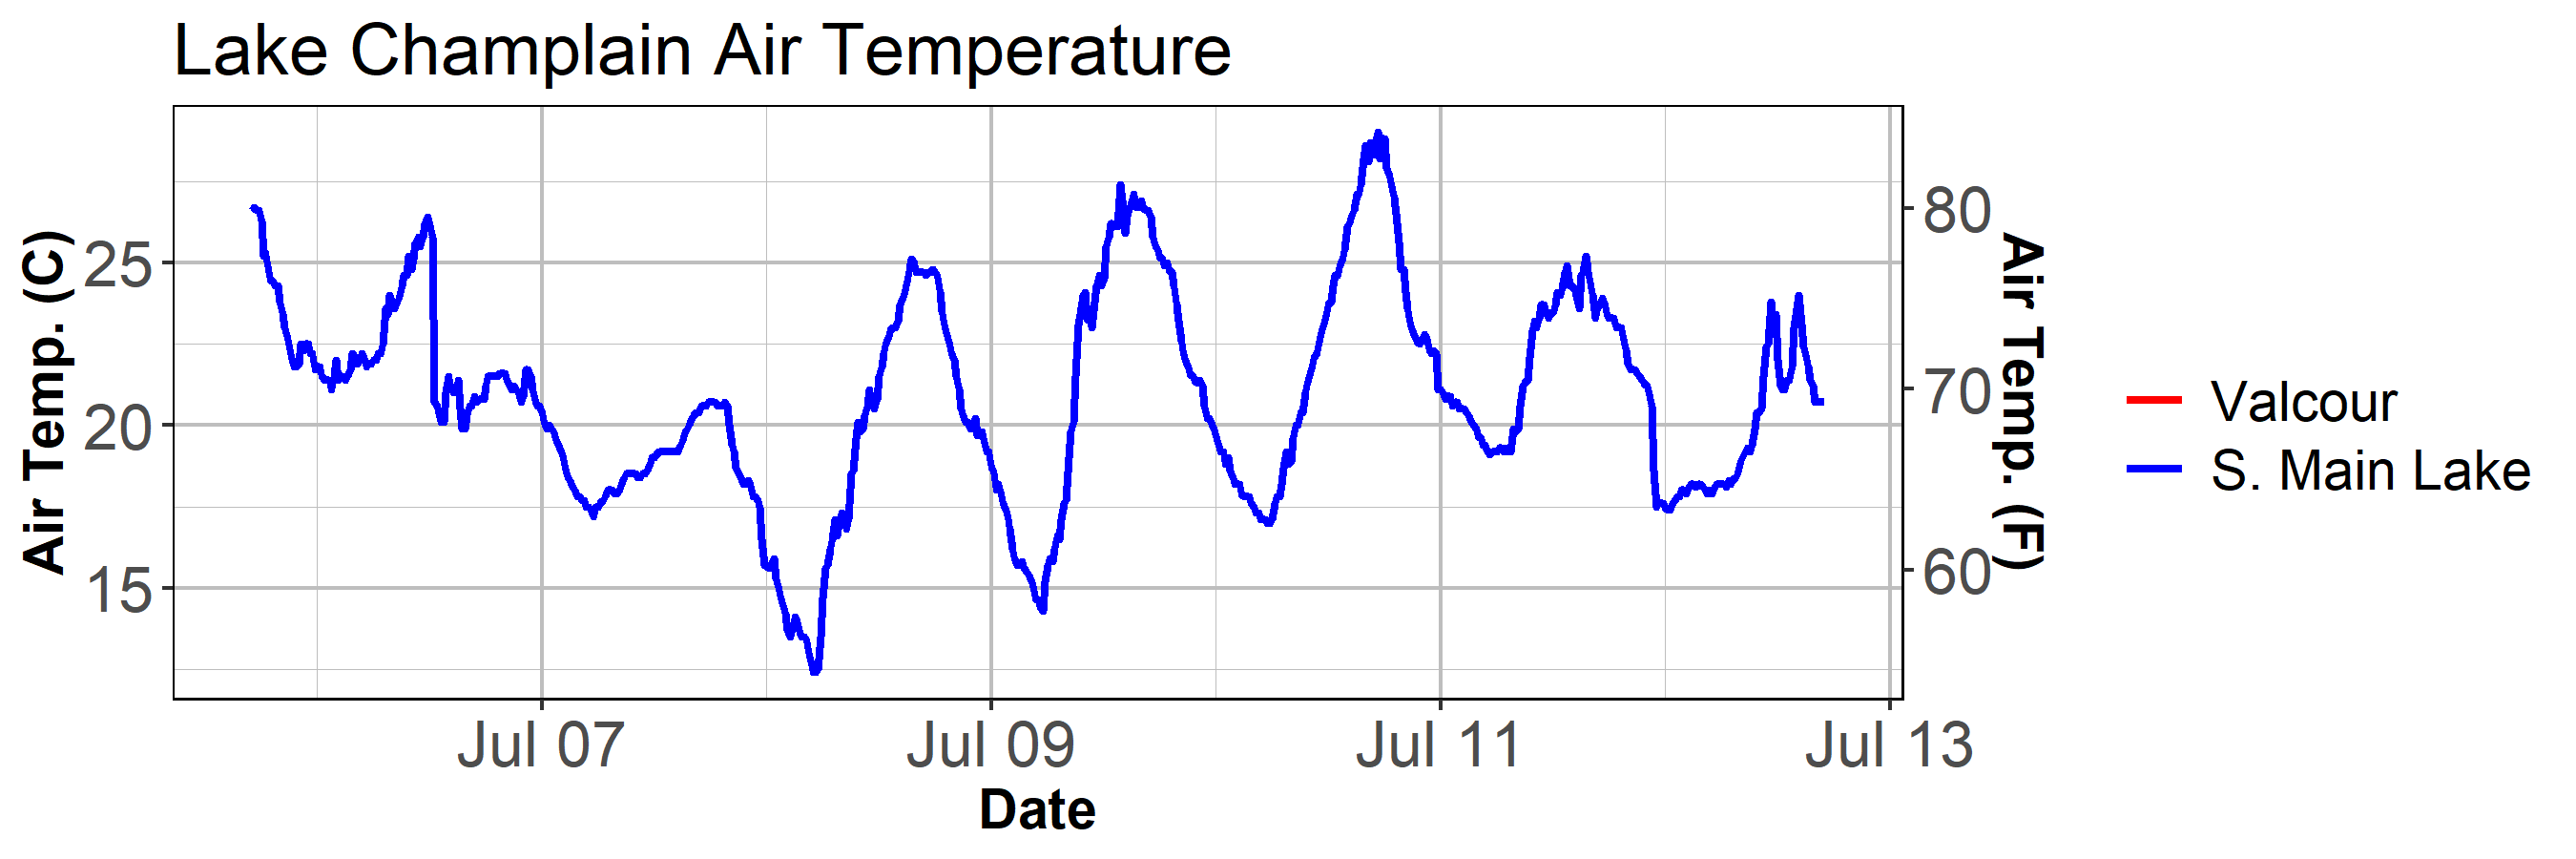 Lake Champlain Air Temperature
Air Temp. (C)
25
20
15
80
70
60
Air Temp. (F)
Jul 07
Jul 09
Jul 11
Jul 13
Date
Valcour
S. Main Lake